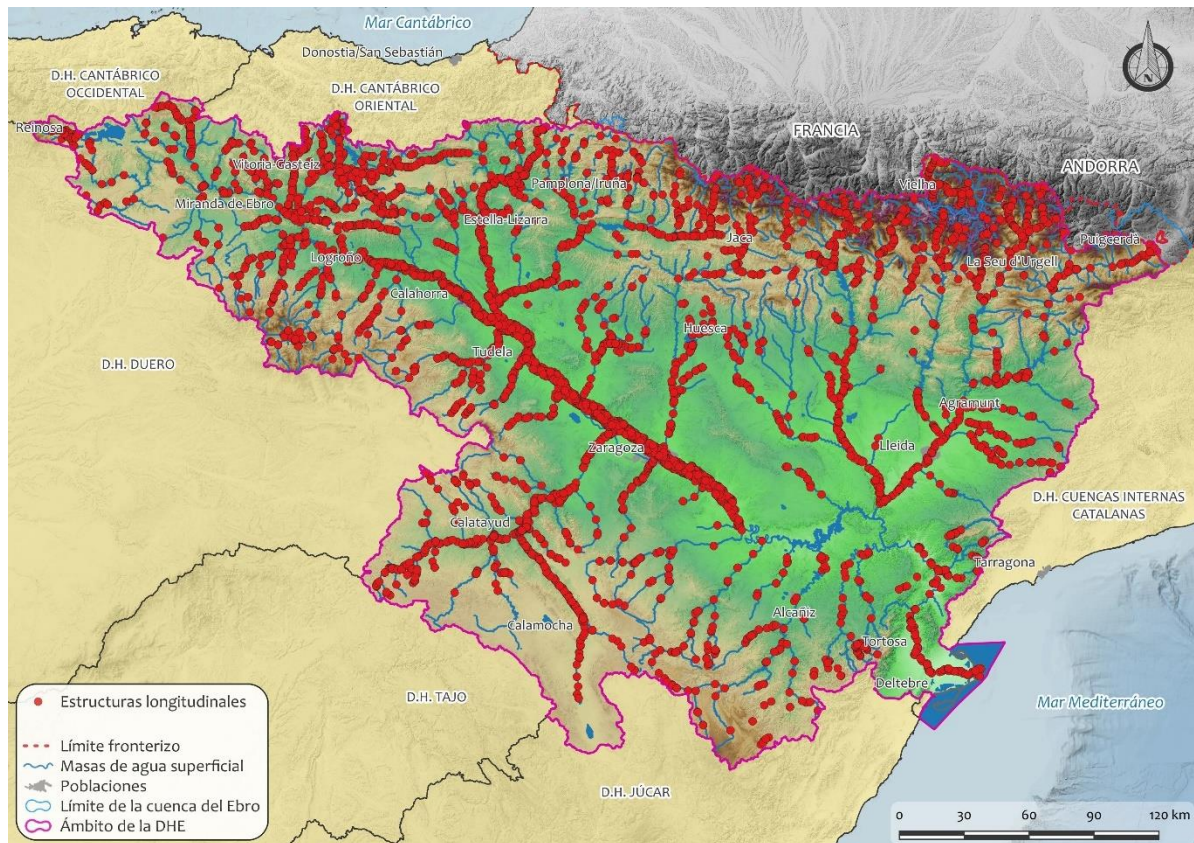 Mar Cantábrico
Donostia/San Sebastián
D.H. CANTÁBRICO
OCCIDENTAL
D.H. CANTÁBRICO
ORIENTAL
N
Reinosa
FRANCIA
ANDORRA
Vitoria-Gasteiz
Vielha
Pamplona/Iruña
Miranda de Ebro
Estella-Lizarra
Jaca
Puigcerdà
Logroño
La Seu d'Urgell
Calahorra
Huesca
Tudela
D.H. DUERO
Agramunt
Lleida
Zaragoza
D.H. CUENCAS INTERNAS
CATALANAS
Calatayud
Tarragona
Alcañiz
Calamocha
Tortosa
Deltebre
D.H. TAJO
Mar Mediterráneo
D.H. JÚCAR
Estructuras longitudinales
Límite fronterizo
Masas de agua superficial
Poblaciones
Límite de la cuenca del Ebro
Ámbito de la DHE
0 30 60 90 120 km